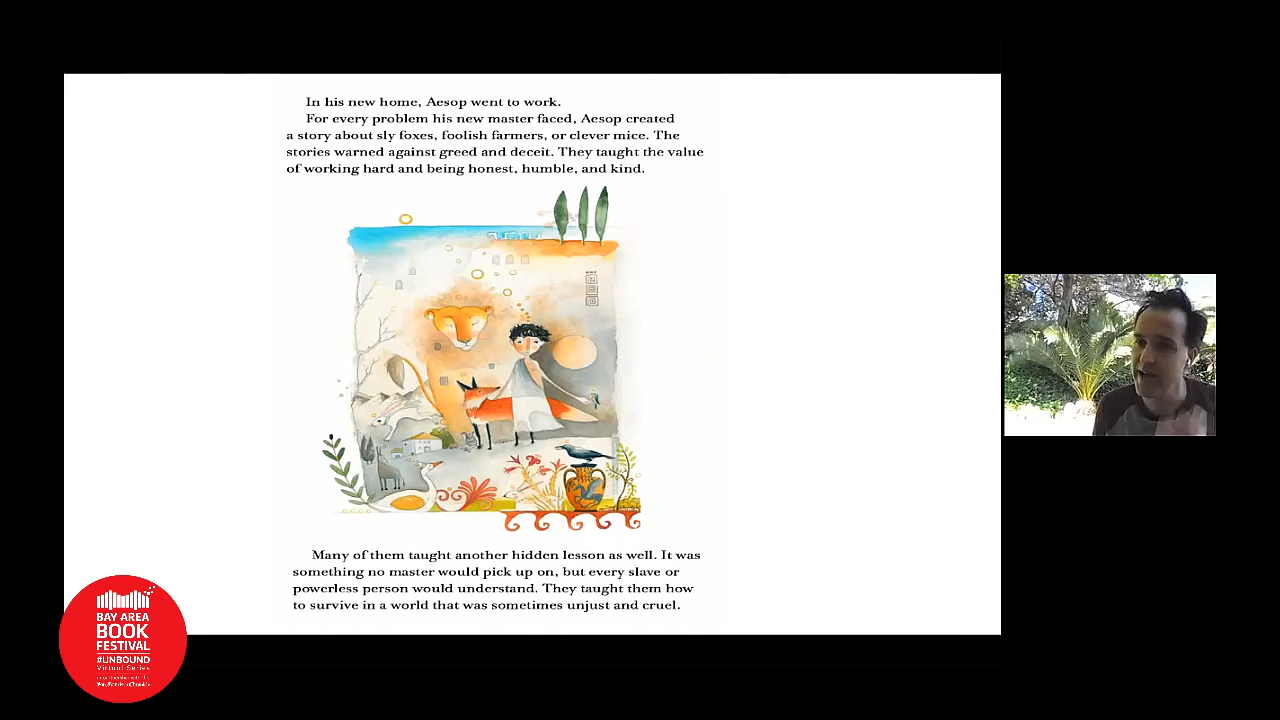 In his new home, Aesop went to work.
For every problem his new master faced, Aesop created
a story about sly foxes, foolish farmers, or clever mice. The
stories warned against greed and deceit. They taught the value
of working hard and being honest, humble, and kind.
Many of them taught another hidden lesson as well. It was
something no master would pick up on, but every slave or
powerless person would understand. They taught them how
to survive in a world that was sometimes unjust and cruel.
BAY AREA
BOOK
FESTIVAL
#UNBOUND
Virtual Series